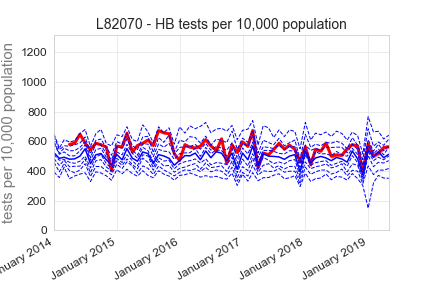 L82070 - HB tests per 10,000 population
tests per 10,000 population
1200
1000
800
600
400
200
0
January 2015
January 2016
January 2017
January 2018
January 2019